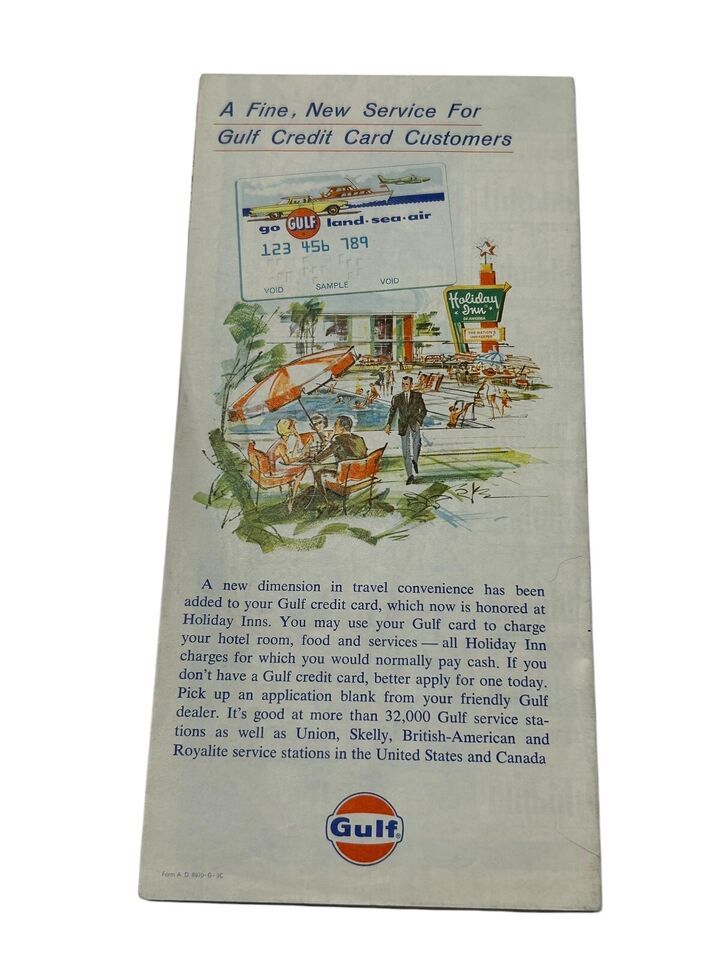 A Fine, New Service For
Gulf Credit Card Customers
go GULF land·sea·air
123 456 789
VOID SAMPLE VOID
Holiday
Inn
OF AMERICA
THE NATION'S
INNKEEPER
A new dimension in travel convenience has been
added to your Gulf credit card, which now is honored at
Holiday Inns. You may use your Gulf card to charge
your hotel room, food and services — all Holiday Inn
charges for which you would normally pay cash. If you
don't have a Gulf credit card, better apply for one today.
Pick up an application blank from your friendly Gulf
dealer. It's good at more than 32,000 Gulf service sta-
tions as well as Union, Skelly, British-American and
Royalite service stations in the United States and Canada
Gulf®
Form A D